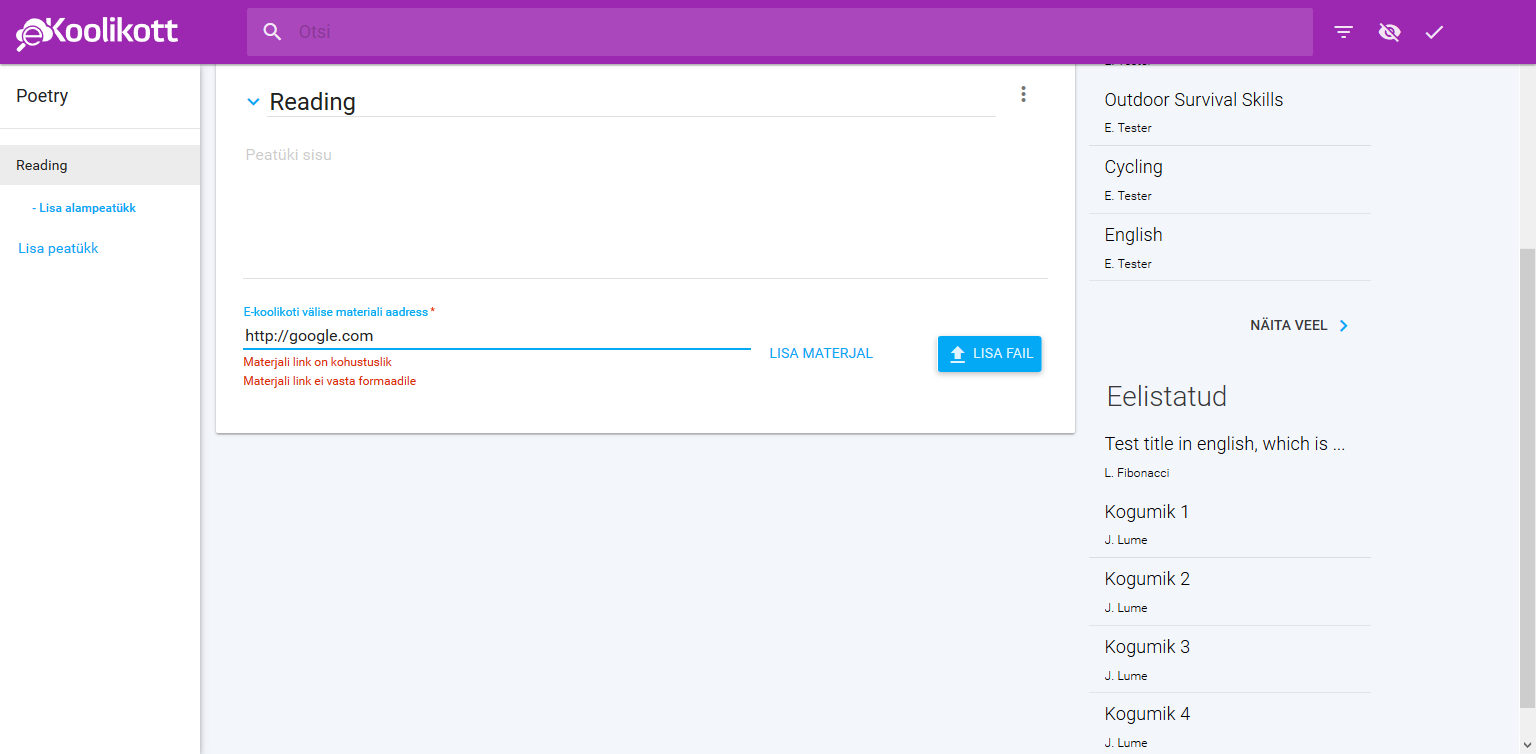 eKoolikott
Otsi
Poetry
Reading
- Lisa alampeatükk
Lisa peatükk
Reading
Peatüki sisu
E-koolikoti välise materiali aadress *
http://google.com
Materjali link on kohustuslik
Materjali link ei vasta formaadile
LISA MATERJAL
LISA FAIL
E. Tester
Outdoor Survival Skills
E. Tester
Cycling
E. Tester
English
E. Tester
NÄITA VEEL
Eelistatud
Test title in english, which is ...
L. Fibonacci
Kogumik 1
J. Lume
Kogumik 2
J. Lume
Kogumik 3
J. Lume
Kogumik 4
J. Lume